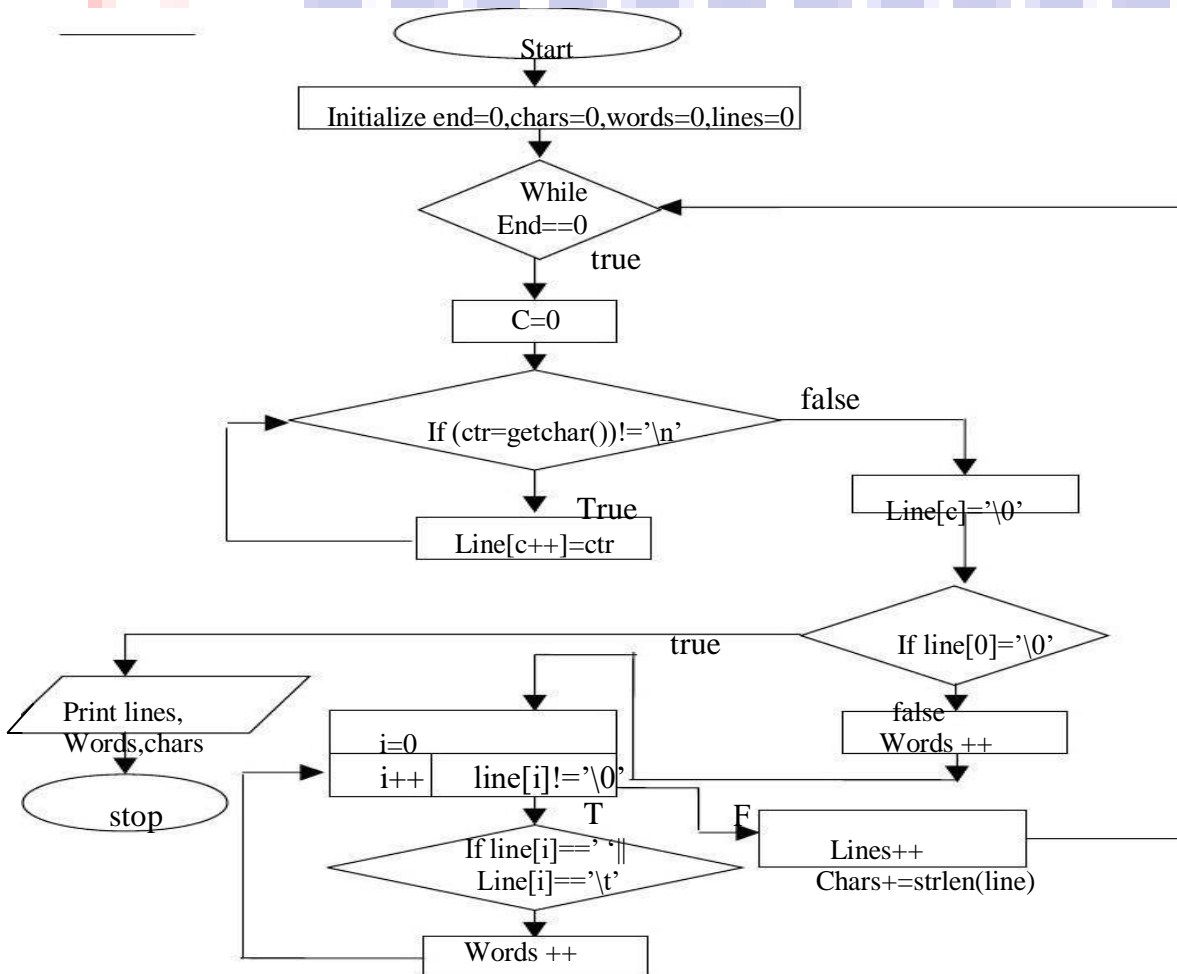 Start
Initialize end=0,chars=0,words=0,lines=0
While
End==0
true
C=0
false
If (ctr=getchar())!=’\n’
True
Line[c++]=ctr
Line[c]=’\0’
true
If line[0]=’\0’
false
Words ++
Print lines,
Words,chars
stop
i=0
i++ line[i]!=’\0’
T
F
If line[i]==’ ‘||
Line[i]==’\t’
Words ++
Lines++
Chars+=strlen(line)